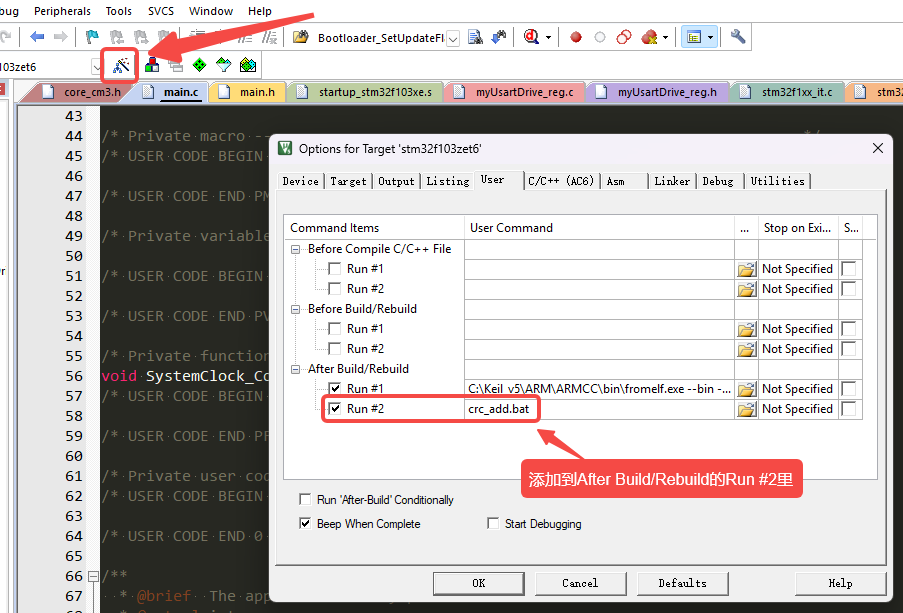 bug Peripherals Tools SVCS Window Help
Bootloader_SetUpdateFl
103zet6
core_cm3.h main.c main.h startup_stm32f103xe.s myUsartDrive_reg.c myUsartDrive_reg.h stm32f1xx_it.c stm32
43
44 /* Private macro --
45 /* USER CODE BEGIN
46
47 /* USER CODE END PM
48
49 /* Private variable
50
51 /* USER CODE BEGIN
52
53 /* USER CODE END PV
54
55 /* Private function
56 void SystemClock_Co
57 /* USER CODE BEGIN
58
59 /* USER CODE END PF
60
61 /* Private user cod
62 /* USER CODE BEGIN
63
64 /* USER CODE END 0
65
66 /**
67 * @brief The app
Options for Target 'stm32f103zet6'
Device Target Output Listing User C/C++ (AC6) Asm Linker Debug Utilities
Command Items User Command ... Stop on Exi... S...
Before Compile C/C++ File
Run #1 Not Specified
Run #2 Not Specified
Before Build/Rebuild
Run #1 Not Specified
Run #2 Not Specified
After Build/Rebuild
Run #1 C:\Keil_v5\ARM\ARMCC\bin\fromelf.exe --bin -... Not Specified
Run #2 crc_add.bat Not Specified
添加到After Build/Rebuild的Run #2里
Run 'After-Build' Conditionally
Beep When Complete Start Debugging
OK Cancel Defaults Help